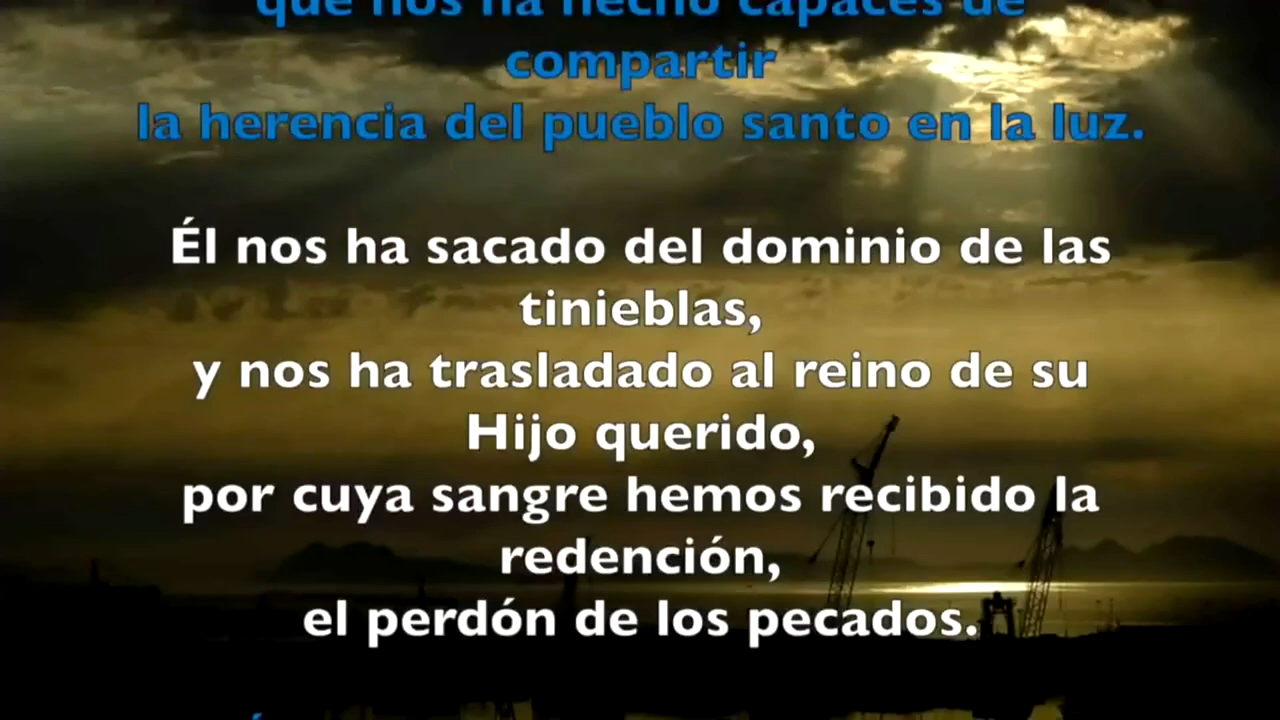 que nos ha hecho capaces de
compartir
la herencia del pueblo santo en la luz.
Él nos ha sacado del dominio de las
tinieblas,
y nos ha trasladado al reino de su
Hijo querido,
por cuya sangre hemos recibido la
redención,
el perdón de los pecados.